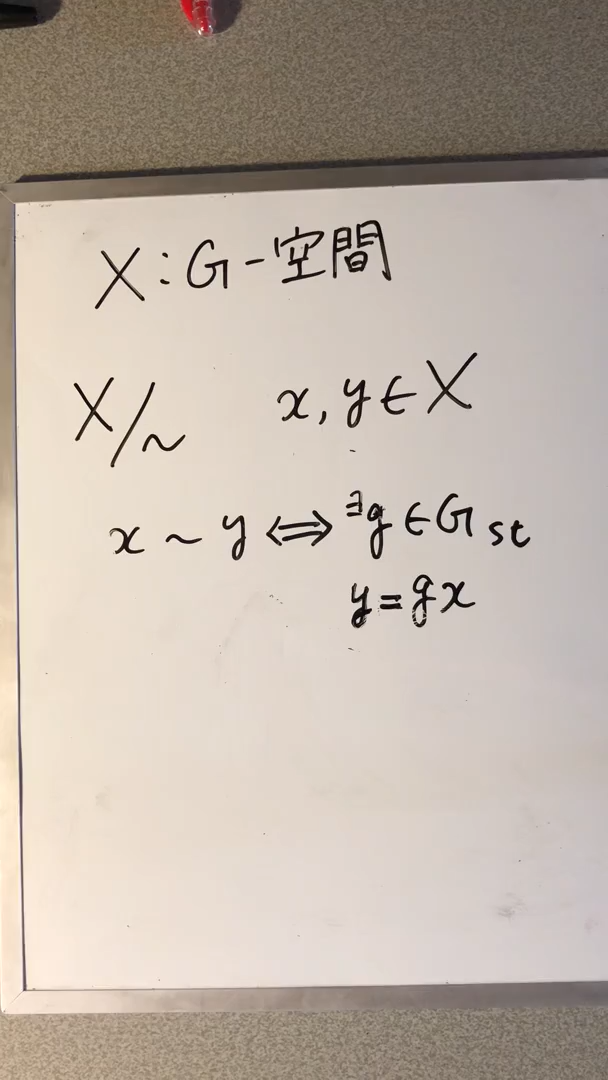 X:G-空間
X/~ x, y∈X
x ~ y ⇔ ∃g∈G st
y=gx